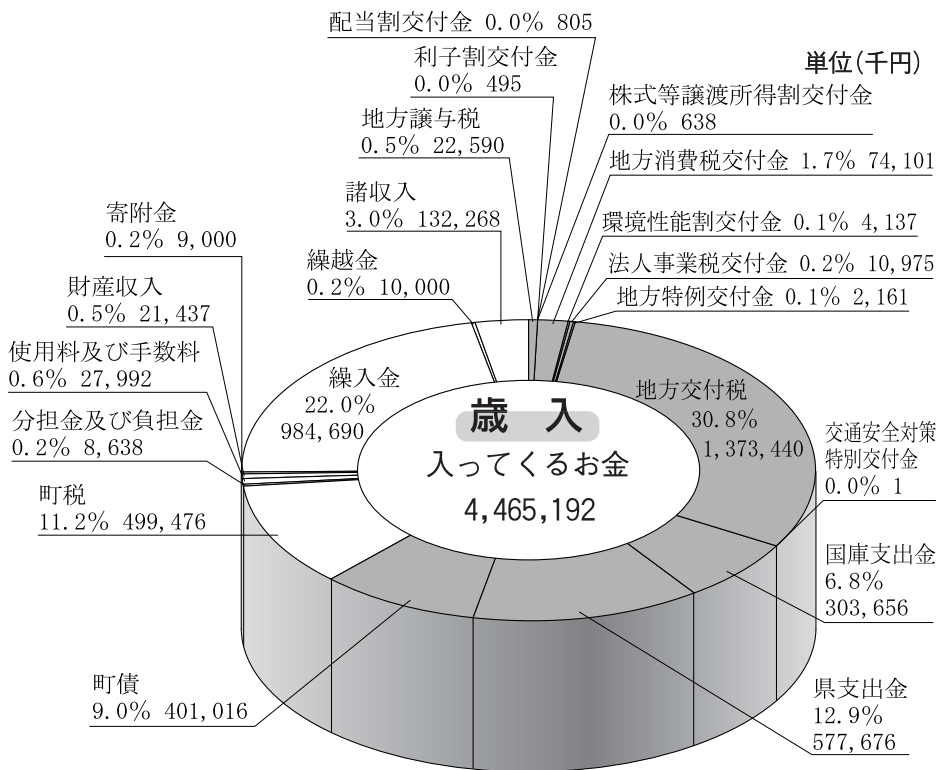 配当割交付金 0.0% 805
利子割交付金
0.0% 495
単位(千円)
株式等譲渡所得割交付金
0.0% 638
地方譲与税
0.5% 22,590
地方消費税交付金 1.7% 74,101
諸収入
3.0% 132,268
環境性能割交付金 0.1% 4,137
寄附金
0.2% 9,000
繰越金
0.2% 10,000
法人事業税交付金 0.2% 10,975
財産収入
0.5% 21,437
地方特例交付金 0.1% 2,161
使用料及び手数料
0.6% 27,992
繰入金
22.0%
984,690
地方交付税
30.8%
1,373,440
分担金及び負担金
0.2% 8,638
歳 入
入ってくるお金
4,465,192
交通安全対策
特別交付金
0.0% 1
町税
11.2% 499,476
国庫支出金
6.8%
303,656
町債
9.0% 401,016
県支出金
12.9%
577,676